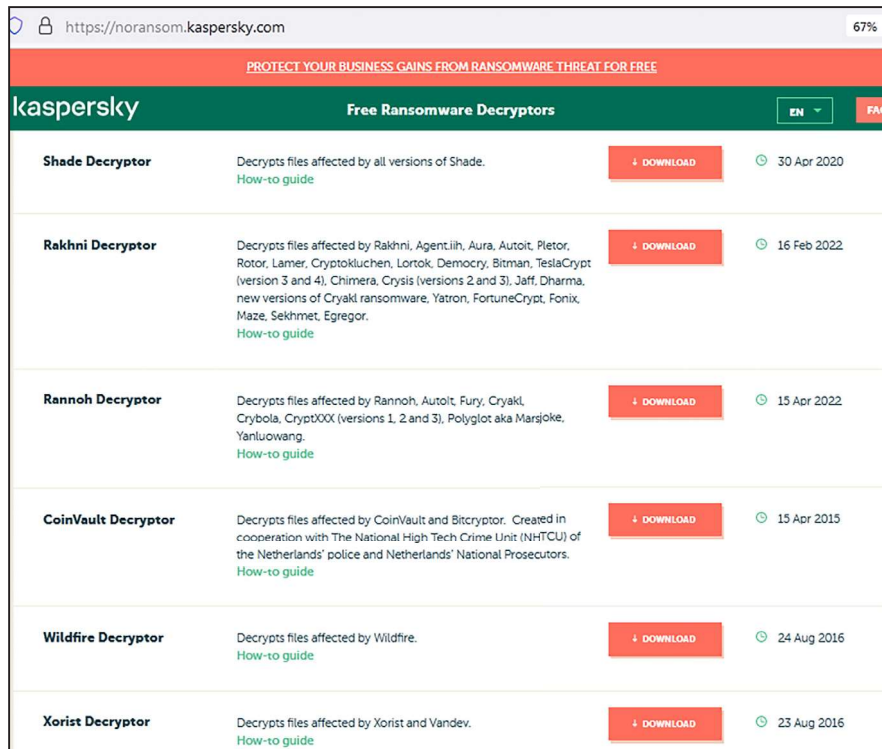 https://noransom.kaspersky.com 67%
PROTECT YOUR BUSINESS GAINS FROM RANSOMWARE THREAT FOR FREE
kaspersky Free Ransomware Decryptors EN
Shade Decryptor Decrypts files affected by all versions of Shade. ↓ DOWNLOAD 30 Apr 2020
How-to guide
Rakhni Decryptor Decrypts files affected by Rakhni, Agent.iih, Aura, Autoit, Pletor, ↓ DOWNLOAD 16 Feb 2022
Rotor, Lamer, Cryptokluchen, Lortok, Democry, Bitman, TeslaCrypt
(version 3 and 4), Chimera, Crysis (versions 2 and 3), Jaff, Dharma,
new versions of Cryakl ransomware, Yatron, FortuneCrypt, Fonix,
Maze, Sekhmet, Egregor.
How-to guide
Rannoh Decryptor Decrypts files affected by Rannoh, AutoIt, Fury, Cryakl, ↓ DOWNLOAD 15 Apr 2022
Crybola, CryptXXX (versions 1, 2 and 3), Polyglot aka Marsjoke,
Yanluowang.
How-to guide
CoinVault Decryptor Decrypts files affected by CoinVault and Bitcryptor. Created in ↓ DOWNLOAD 15 Apr 2015
cooperation with The National High Tech Crime Unit (NHTCU) of
the Netherlands' police and Netherlands' National Prosecutors.
How-to guide
Wildfire Decryptor Decrypts files affected by Wildfire. ↓ DOWNLOAD 24 Aug 2016
How-to guide
Xorist Decryptor Decrypts files affected by Xorist and Vandev. ↓ DOWNLOAD 23 Aug 2016
How-to guide